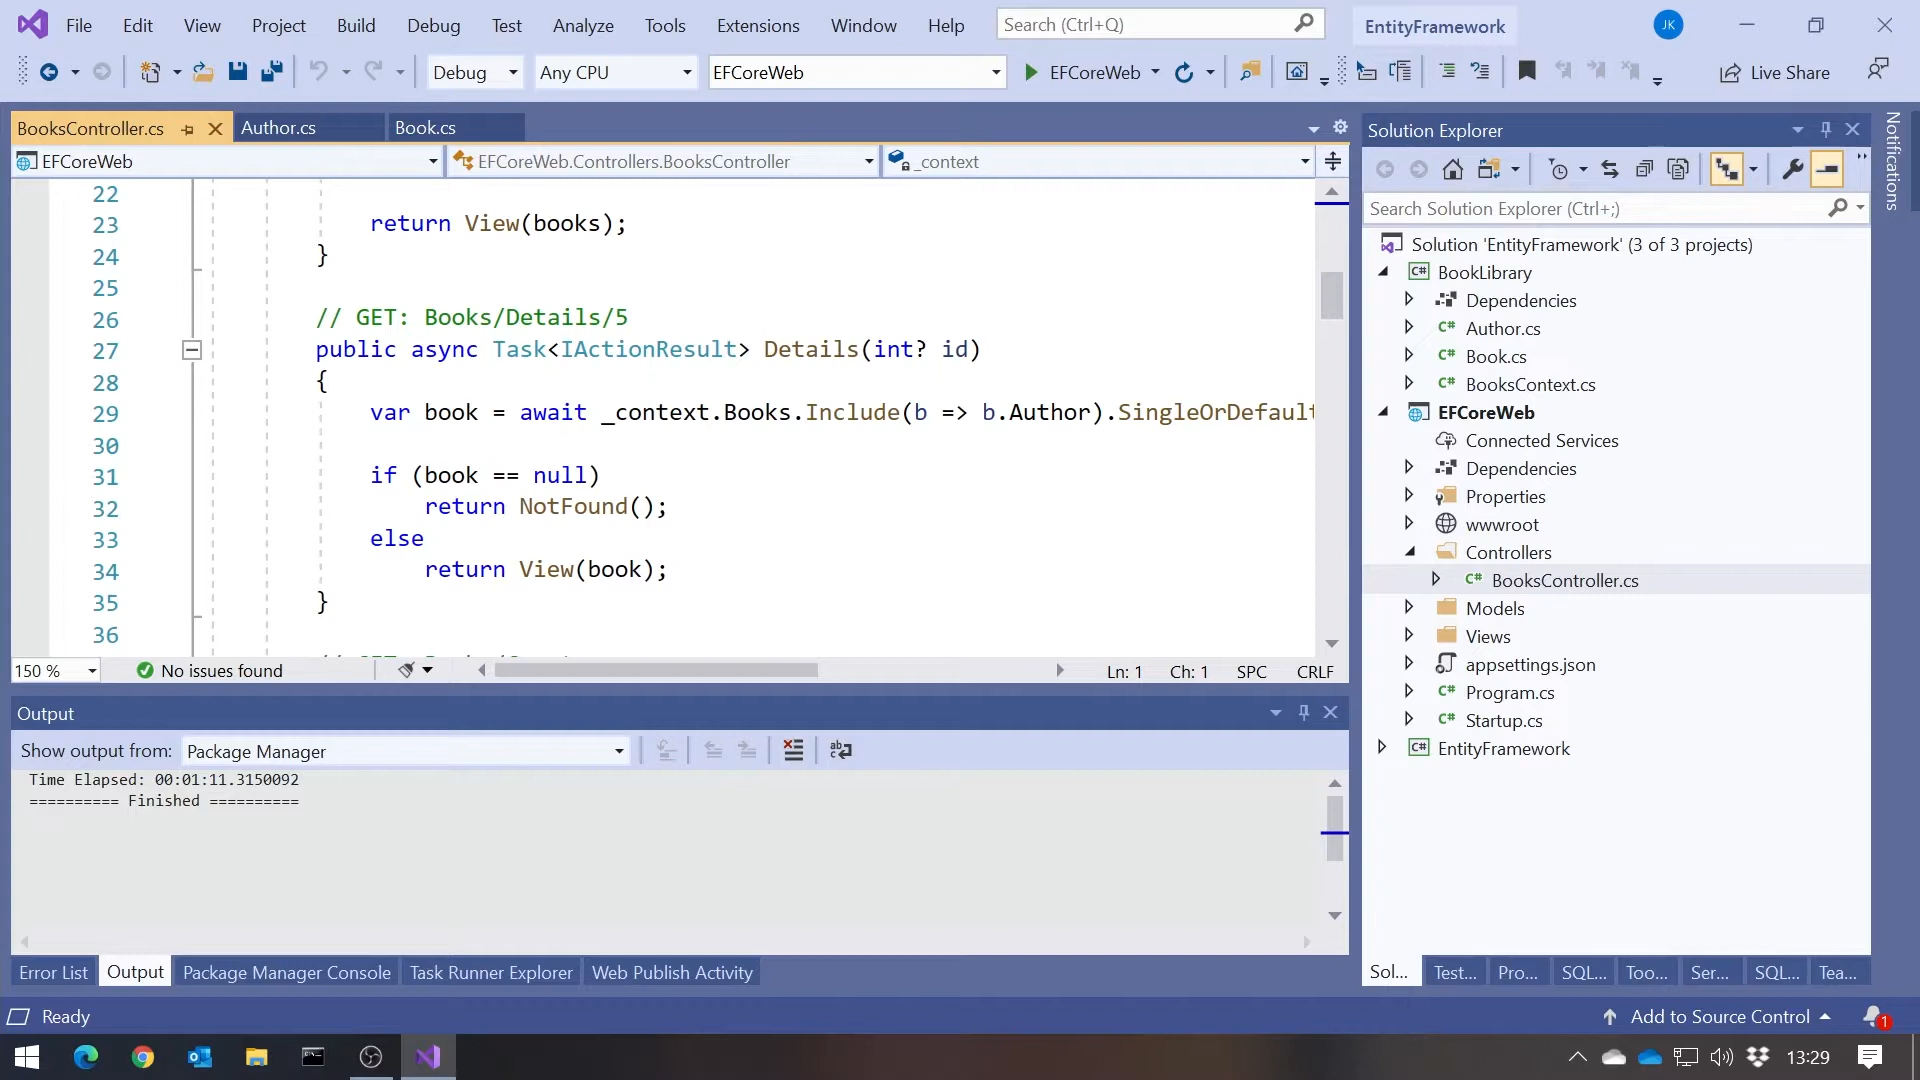 File Edit View Project Build Debug Test Analyze Tools Extensions Window Help Search (Ctrl+Q) EntityFramework JK
Debug Any CPU EFCoreWeb EFCoreWeb Live Share
BooksController.cs Author.cs Book.cs
EFCoreWeb EFCoreWeb.Controllers.BooksController _context
22
23 return View(books);
24 }
25
26 // GET: Books/Details/5
27 public async Task<IActionResult> Details(int? id)
28 {
29 var book = await _context.Books.Include(b => b.Author).SingleOrDefault
30
31 if (book == null)
32 return NotFound();
33 else
34 return View(book);
35 }
36
150 % No issues found Ln: 1 Ch: 1 SPC CRLF
Output
Show output from: Package Manager
Time Elapsed: 00:01:11.3150092
========== Finished ==========
Error List Output Package Manager Console Task Runner Explorer Web Publish Activity
Solution Explorer
Search Solution Explorer (Ctrl+;)
Solution 'EntityFramework' (3 of 3 projects)
C# BookLibrary
Dependencies
C# Author.cs
C# Book.cs
C# BooksContext.cs
EFCoreWeb
Connected Services
Dependencies
Properties
wwwroot
Controllers
C# BooksController.cs
Models
Views
appsettings.json
C# Program.cs
C# Startup.cs
C# EntityFramework
Sol... Test... Pro... SQL... Too... Ser... SQL... Tea...
Notifications
Ready Add to Source Control 1
13:29